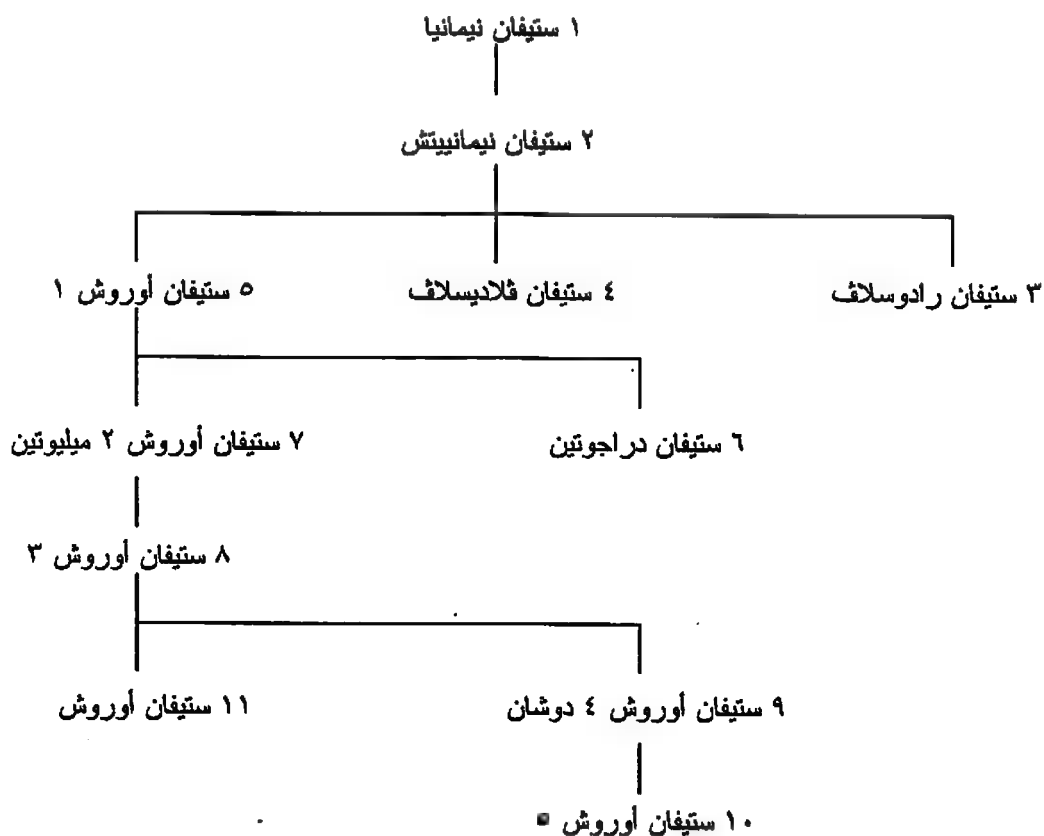 ١ ستيفان نيمانيا
٢ ستيفان نيمانييتش
٣ ستيفان رادوسلاڤ
٤ ستيفان ڤلاديسلاڤ
٥ ستيفان أوروش ١
٦ ستيفان دراجوتين
٧ ستيفان أوروش ٢ ميليوتين
٨ ستيفان أوروش ٣
٩ ستيفان أوروش ٤ دوشان
١١ ستيفان أوروش
١٠ ستيفان أوروش